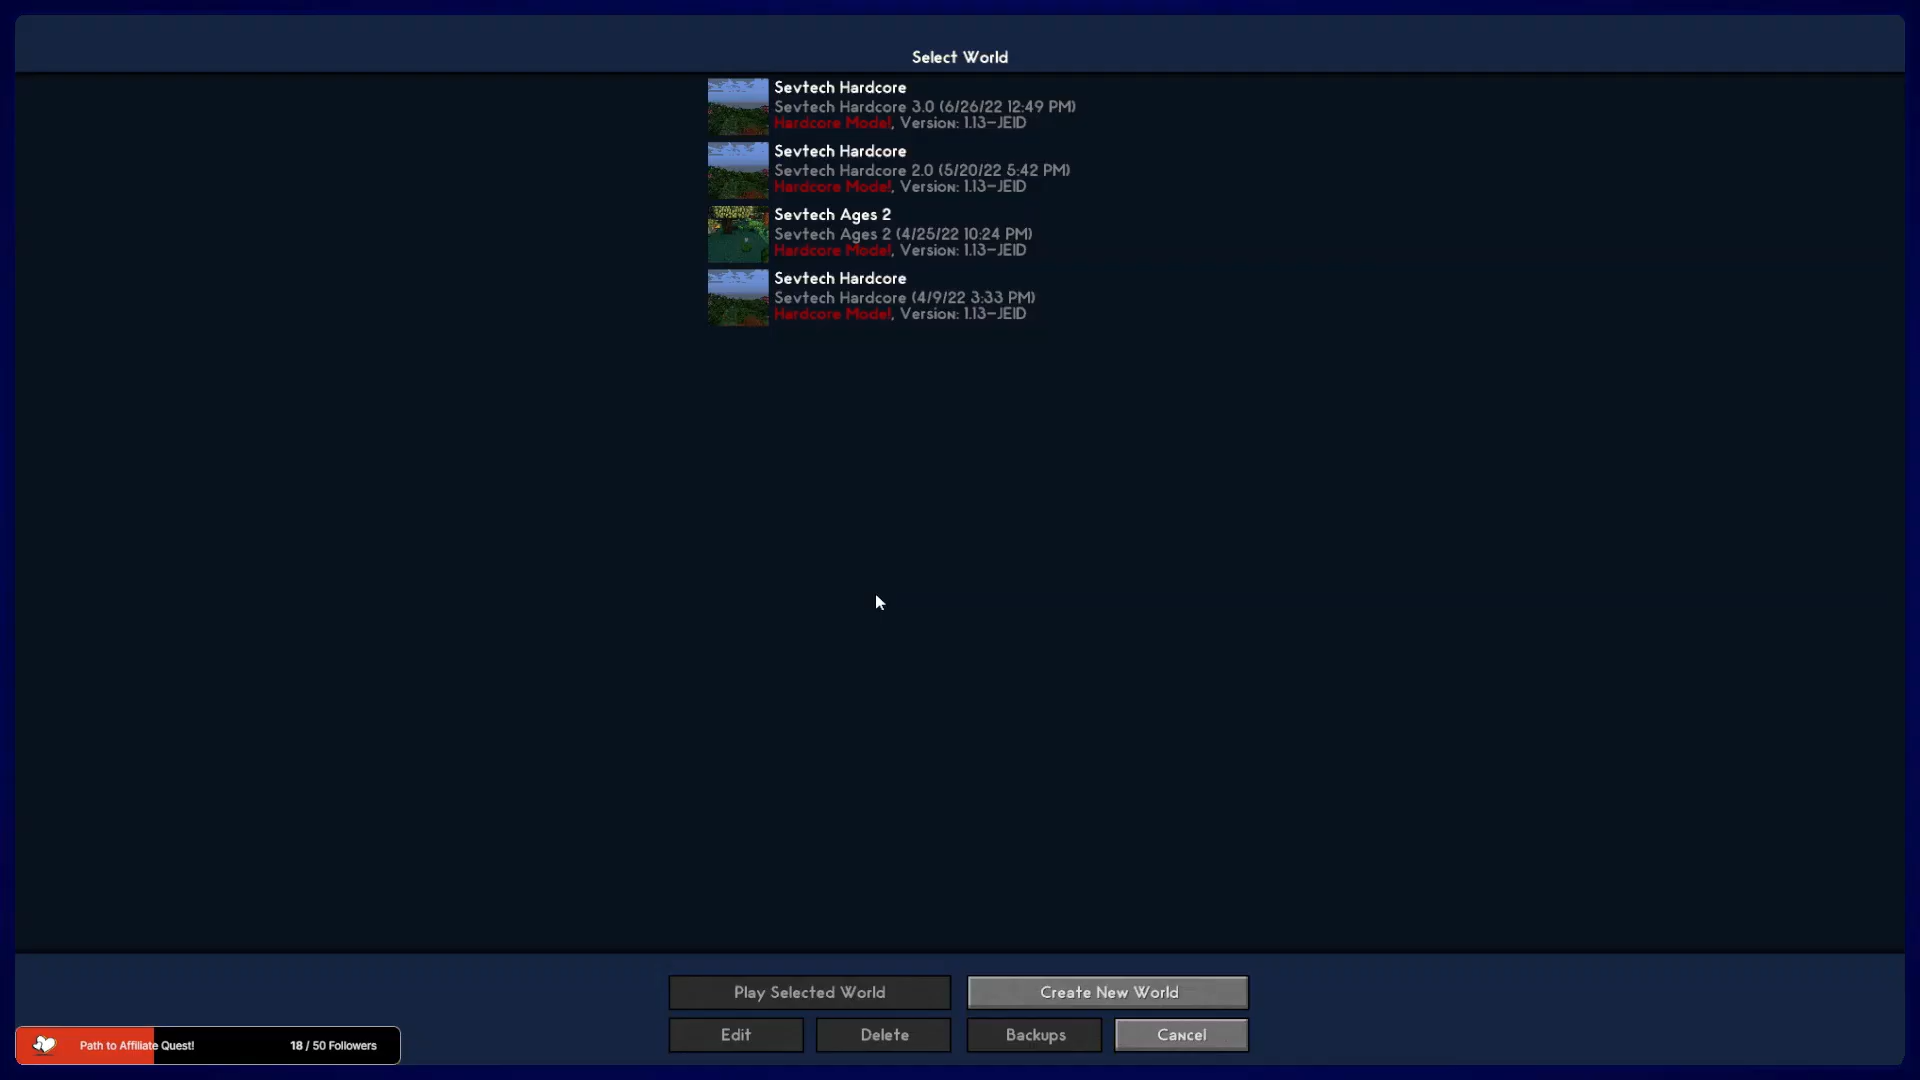 Select World
Sevtech Hardcore
Sevtech Hardcore 3.0 (6/26/22 12:49 PM)
Hardcore Mode!, Version: 1.13-JEID
Sevtech Hardcore
Sevtech Hardcore 2.0 (5/20/22 5:42 PM)
Hardcore Mode!, Version: 1.13-JEID
Sevtech Ages 2
Sevtech Ages 2 (4/25/22 10:24 PM)
Hardcore Mode!, Version: 1.13-JEID
Sevtech Hardcore
Sevtech Hardcore (4/9/22 3:33 PM)
Hardcore Mode!, Version: 1.13-JEID
Play Selected World
Create New World
Edit
Delete
Backups
Cancel
Path to Affiliate Quest!
18 / 50 Followers